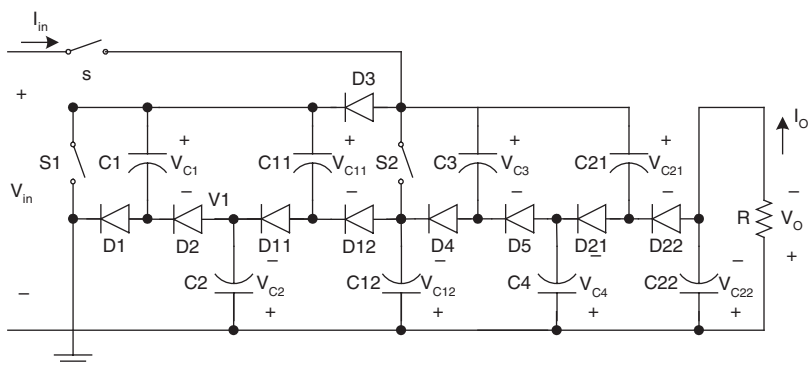 I_in
s
D3
+
+ + + + I_O
S1 C1 V_C1 C11 V_C11 S2 C3 V_C3 C21 V_C21
V_in – V1 – – – –
R V_O
D1 D2 D11 D12 D4 D5 D21 D22 +
– – – –
C2 V_C2 C12 V_C12 C4 V_C4 C22 V_C22
– + + + +